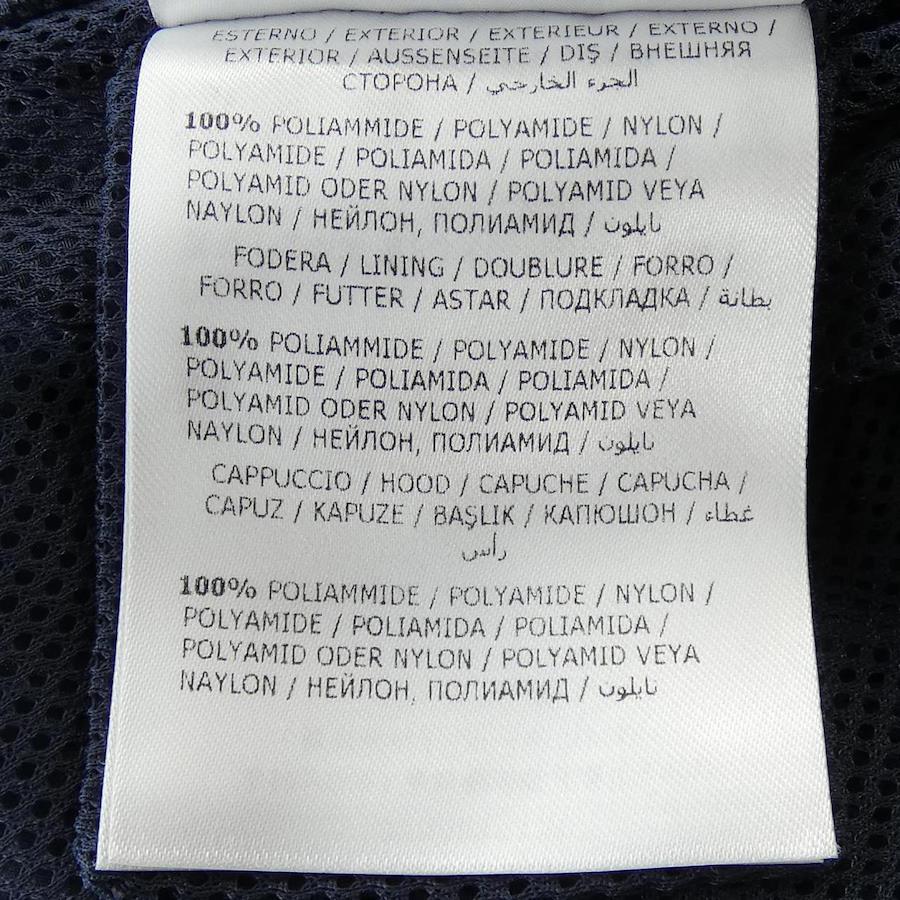 ESTERNO / EXTERIOR / EXTERIEUR / EXTERNO /
EXTERIOR / AUSSENSEITE / DIŞ / ВНЕШНЯЯ
СТОРОНА / الجزء الخارجي
100% POLIAMMIDE / POLYAMIDE / NYLON /
POLYAMIDE / POLIAMIDA / POLIAMIDA /
POLYAMID ODER NYLON / POLYAMID VEYA
NAYLON / НЕЙЛОН, ПОЛИАМИД / نايلون
FODERA / LINING / DOUBLURE / FORRO /
FORRO / FUTTER / ASTAR / ПОДКЛАДКА / بطانة
100% POLIAMMIDE / POLYAMIDE / NYLON /
POLYAMIDE / POLIAMIDA / POLIAMIDA /
POLYAMID ODER NYLON / POLYAMID VEYA
NAYLON / НЕЙЛОН, ПОЛИАМИД / نايلون
CAPPUCCIO / HOOD / CAPUCHE / CAPUCHA /
CAPUZ / KAPUZE / BAŞLIK / КАПЮШОН / غطاء
رأس
100% POLIAMMIDE / POLYAMIDE / NYLON /
POLYAMIDE / POLIAMIDA / POLIAMIDA /
POLYAMID ODER NYLON / POLYAMID VEYA
NAYLON / НЕЙЛОН, ПОЛИАМИД / نايلون